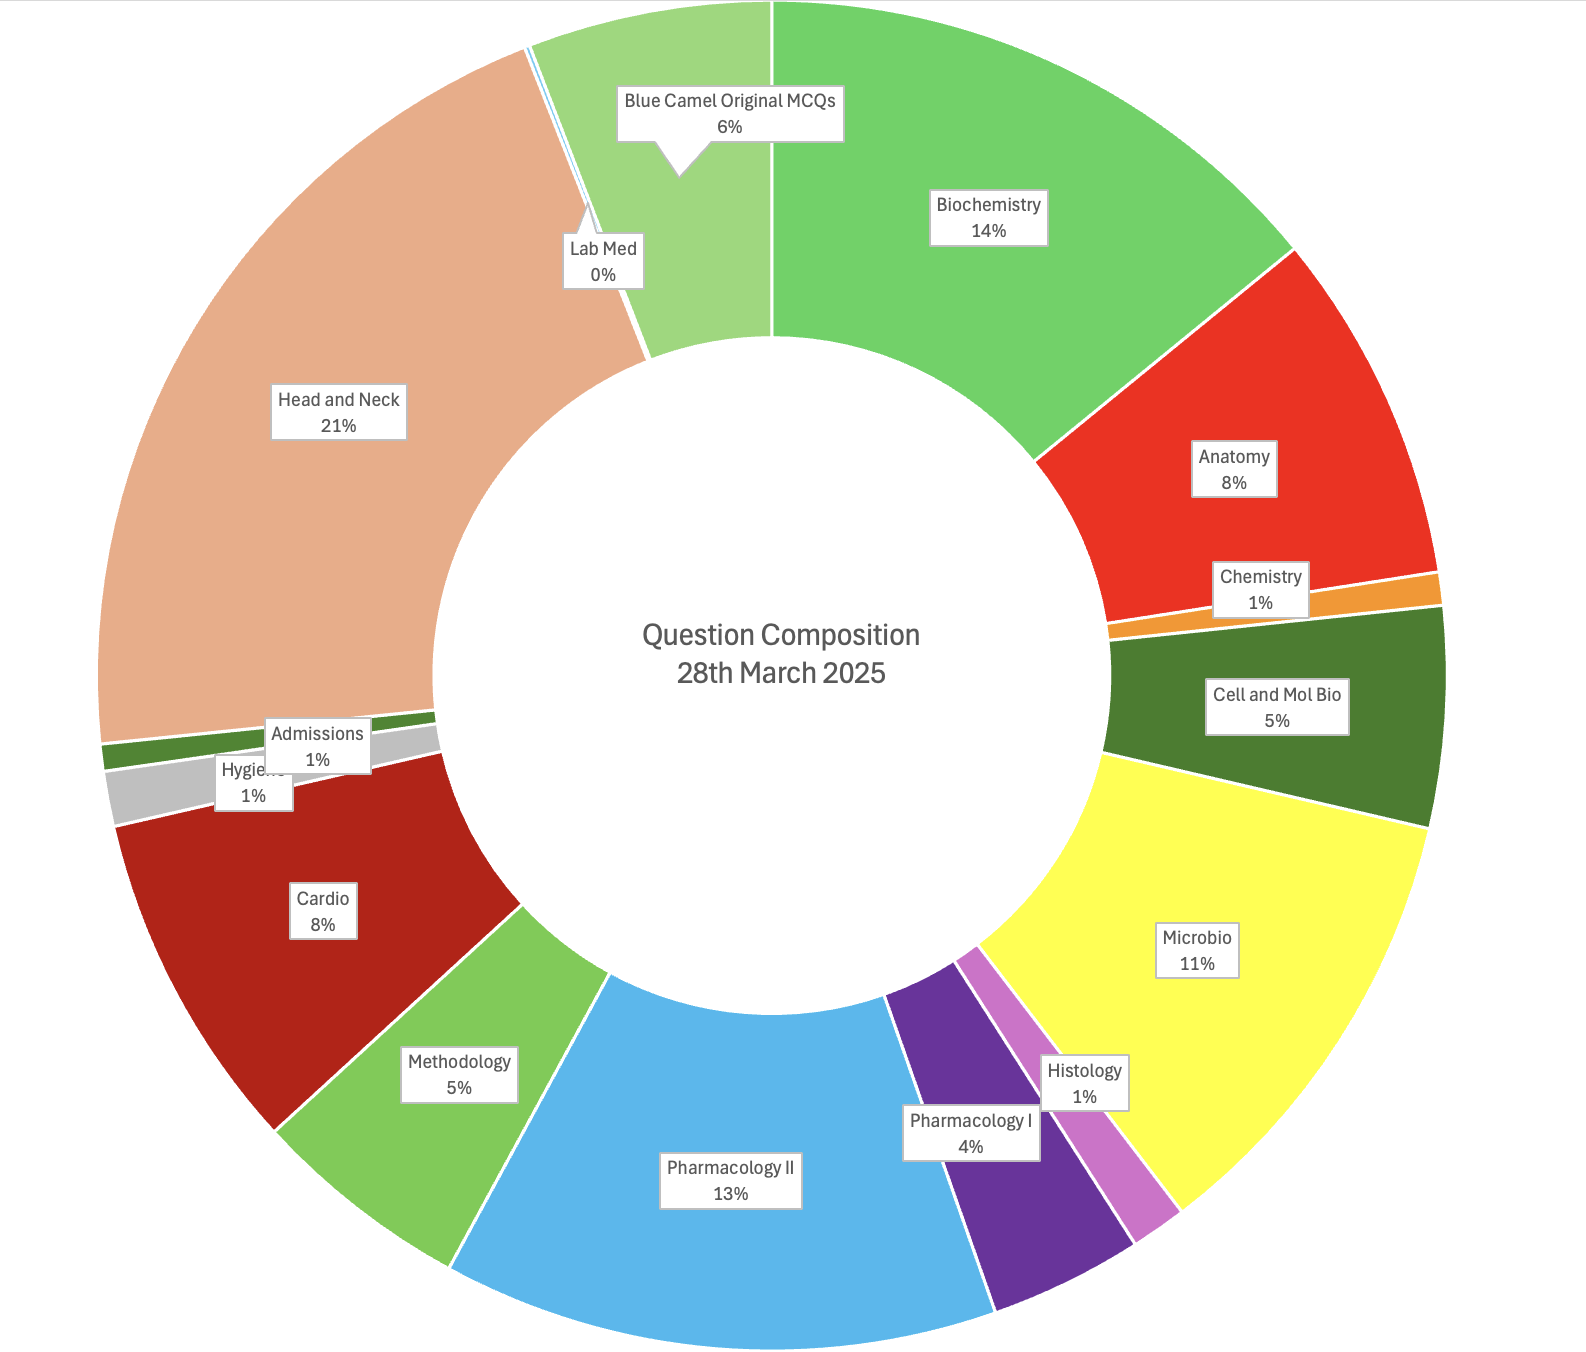 Blue Camel Original MCQs
6%
Biochemistry
14%
Lab Med
0%
Head and Neck
21%
Anatomy
8%
Chemistry
1%
Question Composition
28th March 2025
Cell and Mol Bio
5%
Admissions
1%
1%
Cardio
8%
Microbio
11%
Methodology
5%
Histology
1%
Pharmacology I
4%
Pharmacology II
13%